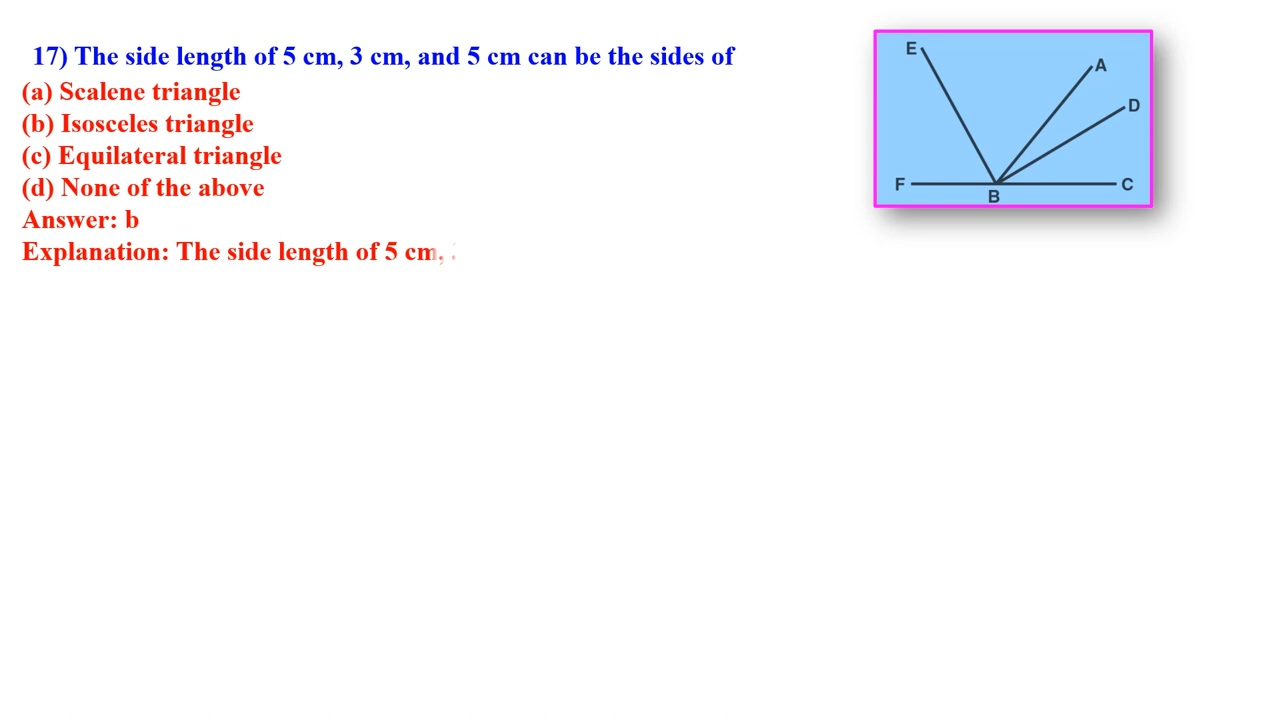 17) The side length of 5 cm, 3 cm, and 5 cm can be the sides of
(a) Scalene triangle
(b) Isosceles triangle
(c) Equilateral triangle
(d) None of the above
Answer: b
Explanation: The side length of 5 cm,
E
A
D
F
B
C